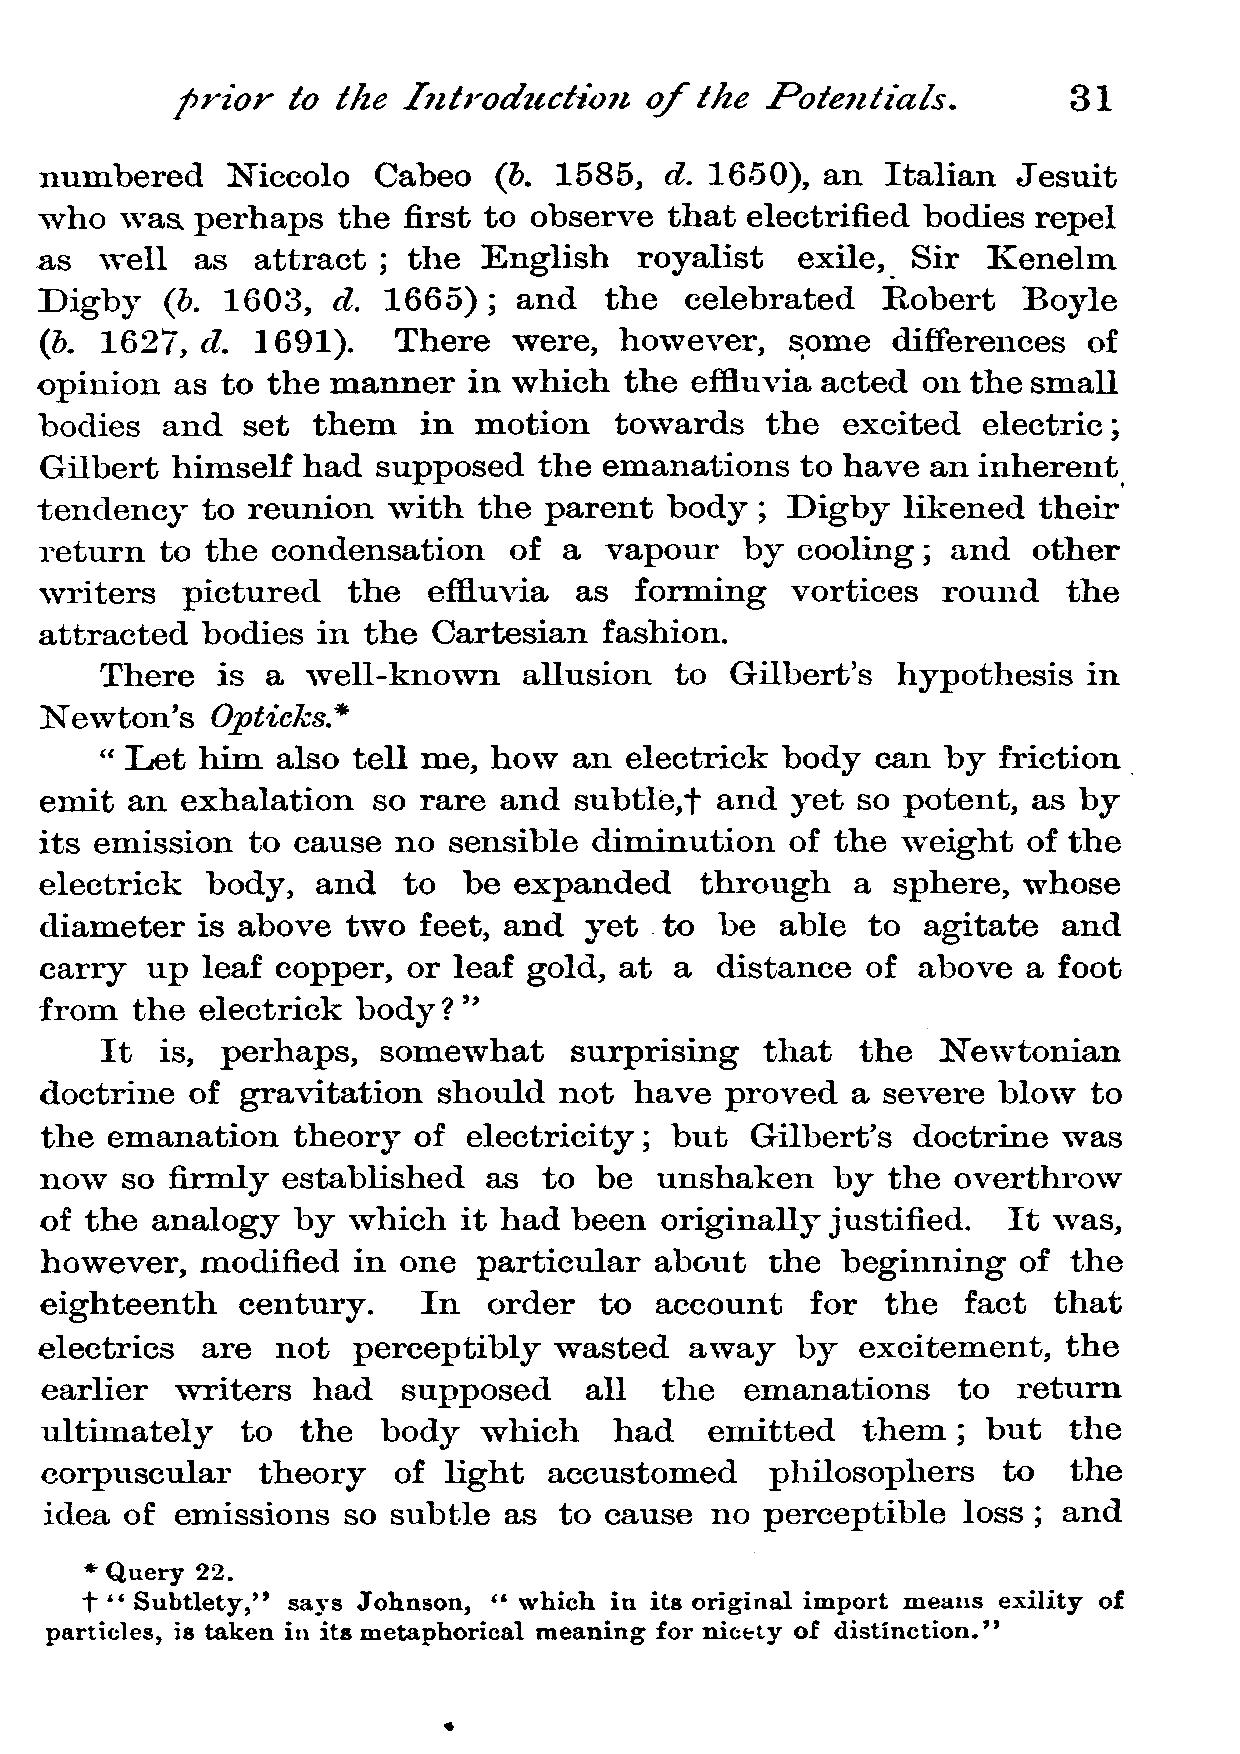 prior to the Introduction of the Potentials. 31
numbered Niccolo Cabeo (b. 1585, d. 1650), an Italian Jesuit
who was perhaps the first to observe that electrified bodies repel
as well as attract ; the English royalist exile, Sir Kenelm
Digby (b. 1603, d. 1665) ; and the celebrated Robert Boyle
(b. 1627, d. 1691). There were, however, some differences of
opinion as to the manner in which the effluvia acted on the small
bodies and set them in motion towards the excited electric ;
Gilbert himself had supposed the emanations to have an inherent
tendency to reunion with the parent body ; Digby likened their
return to the condensation of a vapour by cooling ; and other
writers pictured the effluvia as forming vortices round the
attracted bodies in the Cartesian fashion.
There is a well-known allusion to Gilbert's hypothesis in
Newton's Opticks.*
“ Let him also tell me, how an electrick body can by friction
emit an exhalation so rare and subtle,† and yet so potent, as by
its emission to cause no sensible diminution of the weight of the
electrick body, and to be expanded through a sphere, whose
diameter is above two feet, and yet to be able to agitate and
carry up leaf copper, or leaf gold, at a distance of above a foot
from the electrick body ? ”
It is, perhaps, somewhat surprising that the Newtonian
doctrine of gravitation should not have proved a severe blow to
the emanation theory of electricity ; but Gilbert's doctrine was
now so firmly established as to be unshaken by the overthrow
of the analogy by which it had been originally justified. It was,
however, modified in one particular about the beginning of the
eighteenth century. In order to account for the fact that
electrics are not perceptibly wasted away by excitement, the
earlier writers had supposed all the emanations to return
ultimately to the body which had emitted them ; but the
corpuscular theory of light accustomed philosophers to the
idea of emissions so subtle as to cause no perceptible loss ; and
* Query 22.
† “ Subtlety,” says Johnson, “ which in its original import means exility of
particles, is taken in its metaphorical meaning for nicety of distinction.”